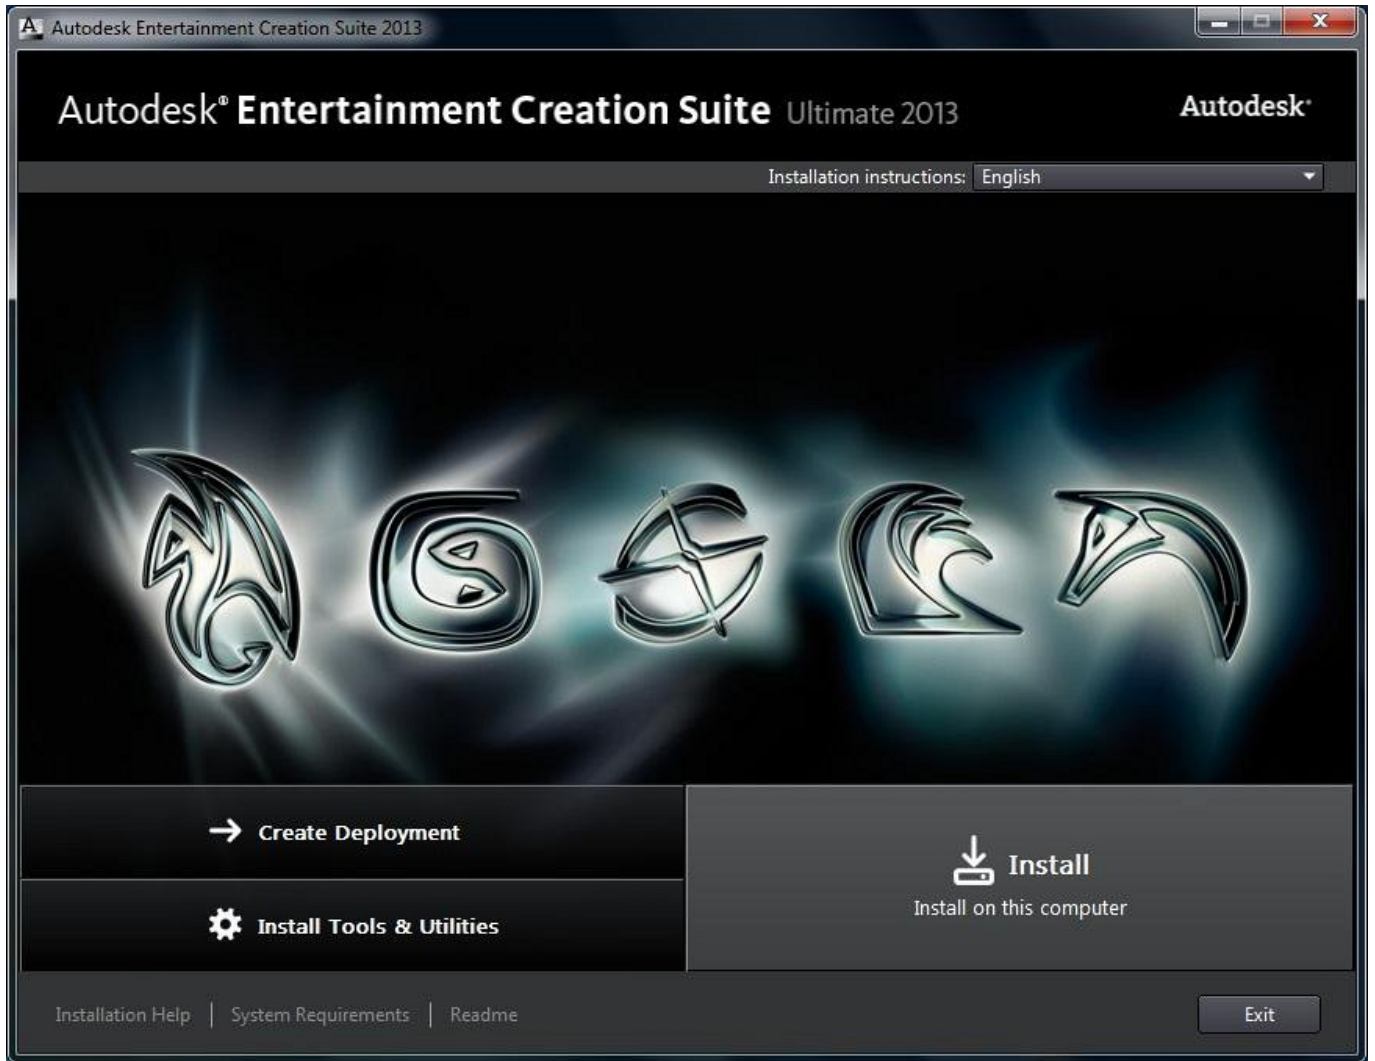 Autodesk Entertainment Creation Suite 2013
Autodesk® Entertainment Creation Suite Ultimate 2013
Autodesk®
Installation instructions: English
Create Deployment
Install Tools & Utilities
Install
Install on this computer
Installation Help | System Requirements | Readme
Exit